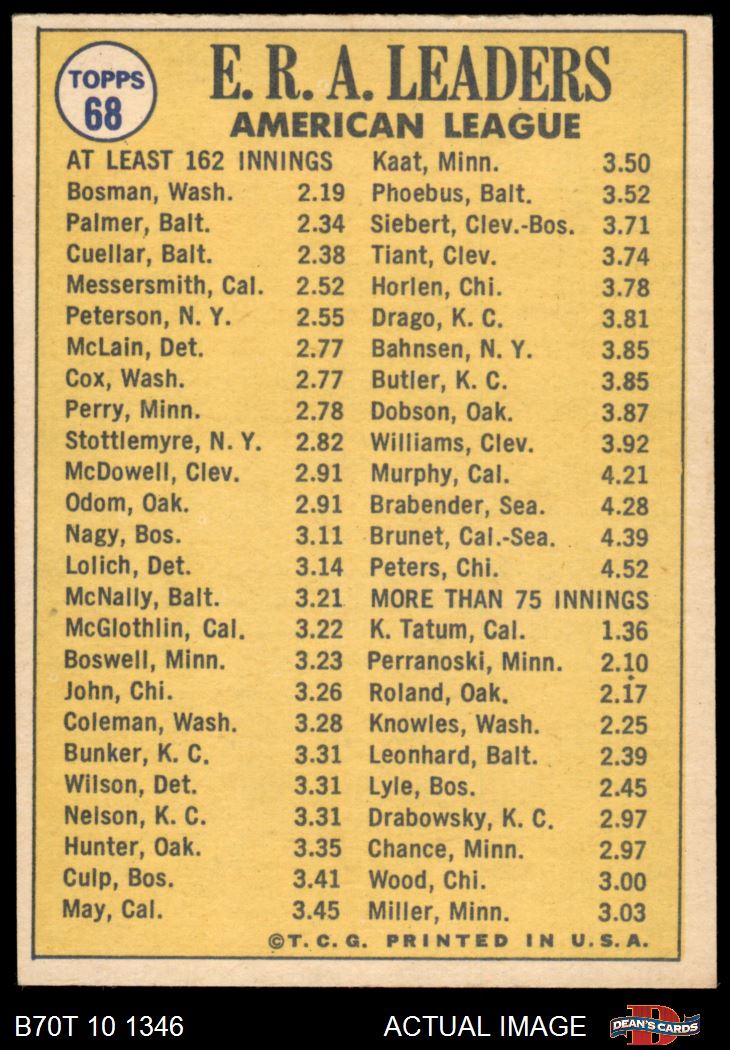 TOPPS
68
E. R. A. LEADERS
AMERICAN LEAGUE
AT LEAST 162 INNINGS
Bosman, Wash. 2.19
Palmer, Balt. 2.34
Cuellar, Balt. 2.38
Messersmith, Cal. 2.52
Peterson, N. Y. 2.55
McLain, Det. 2.77
Cox, Wash. 2.77
Perry, Minn. 2.78
Stottlemyre, N. Y. 2.82
McDowell, Clev. 2.91
Odom, Oak. 2.91
Nagy, Bos. 3.11
Lolich, Det. 3.14
McNally, Balt. 3.21
McGlothlin, Cal. 3.22
Boswell, Minn. 3.23
John, Chi. 3.26
Coleman, Wash. 3.28
Bunker, K. C. 3.31
Wilson, Det. 3.31
Nelson, K. C. 3.31
Hunter, Oak. 3.35
Culp, Bos. 3.41
May, Cal. 3.45
Kaat, Minn. 3.50
Phoebus, Balt. 3.52
Siebert, Clev.-Bos. 3.71
Tiant, Clev. 3.74
Horlen, Chi. 3.78
Drago, K. C. 3.81
Bahnsen, N. Y. 3.85
Butler, K. C. 3.85
Dobson, Oak. 3.87
Williams, Clev. 3.92
Murphy, Cal. 4.21
Brabender, Sea. 4.28
Brunet, Cal.-Sea. 4.39
Peters, Chi. 4.52
MORE THAN 75 INNINGS
K. Tatum, Cal. 1.36
Perranoski, Minn. 2.10
Roland, Oak. 2.17
Knowles, Wash. 2.25
Leonhard, Balt. 2.39
Lyle, Bos. 2.45
Drabowsky, K. C. 2.97
Chance, Minn. 2.97
Wood, Chi. 3.00
Miller, Minn. 3.03
©T. C. G. PRINTED IN U. S. A.
B70T 10 1346
ACTUAL IMAGE
D
DEAN'S CARDS